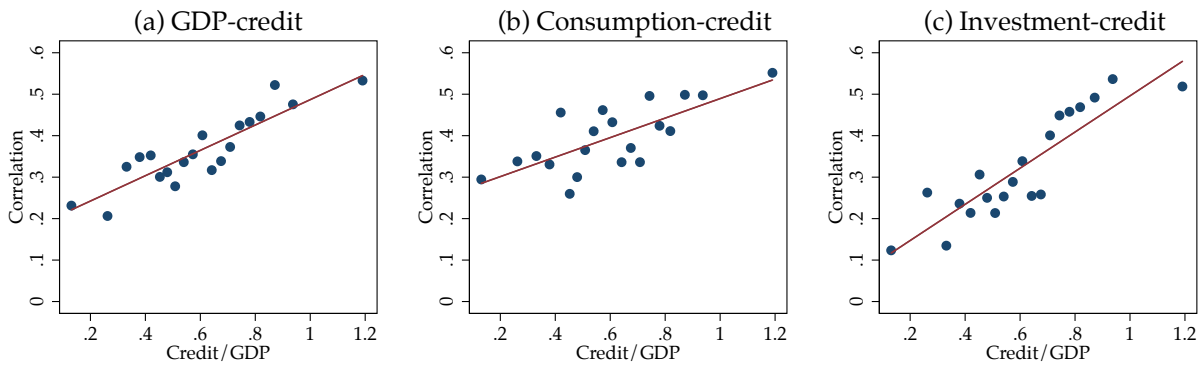 (a) GDP-credit
Correlation
0 .1 .2 .3 .4 .5 .6
.2 .4 .6 .8 1 1.2
Credit/GDP
(b) Consumption-credit
Correlation
0 .1 .2 .3 .4 .5 .6
.2 .4 .6 .8 1 1.2
Credit/GDP
(c) Investment-credit
Correlation
0 .1 .2 .3 .4 .5 .6
.2 .4 .6 .8 1 1.2
Credit/GDP